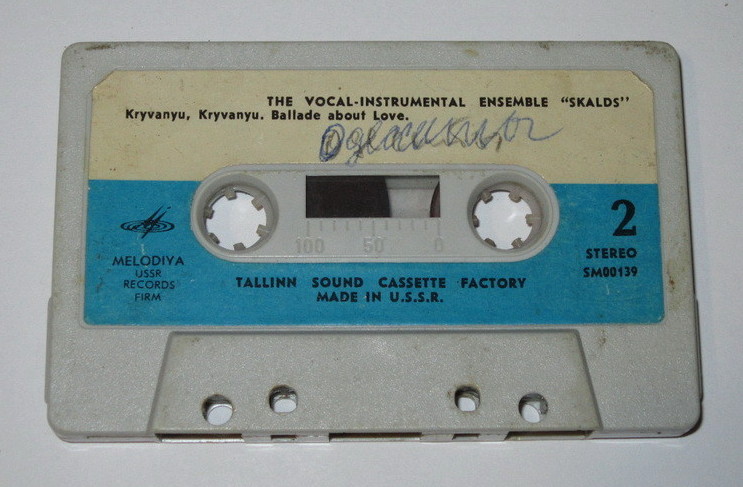 THE VOCAL-INSTRUMENTAL ENSEMBLE "SKALDS"
Kryvanyu, Kryvanyu. Ballade about Love.
100 50 0
2
STEREO
SM00139
MELODIYA
USSR
RECORDS
FIRM
TALLINN SOUND CASSETTE FACTORY
MADE IN U.S.S.R.